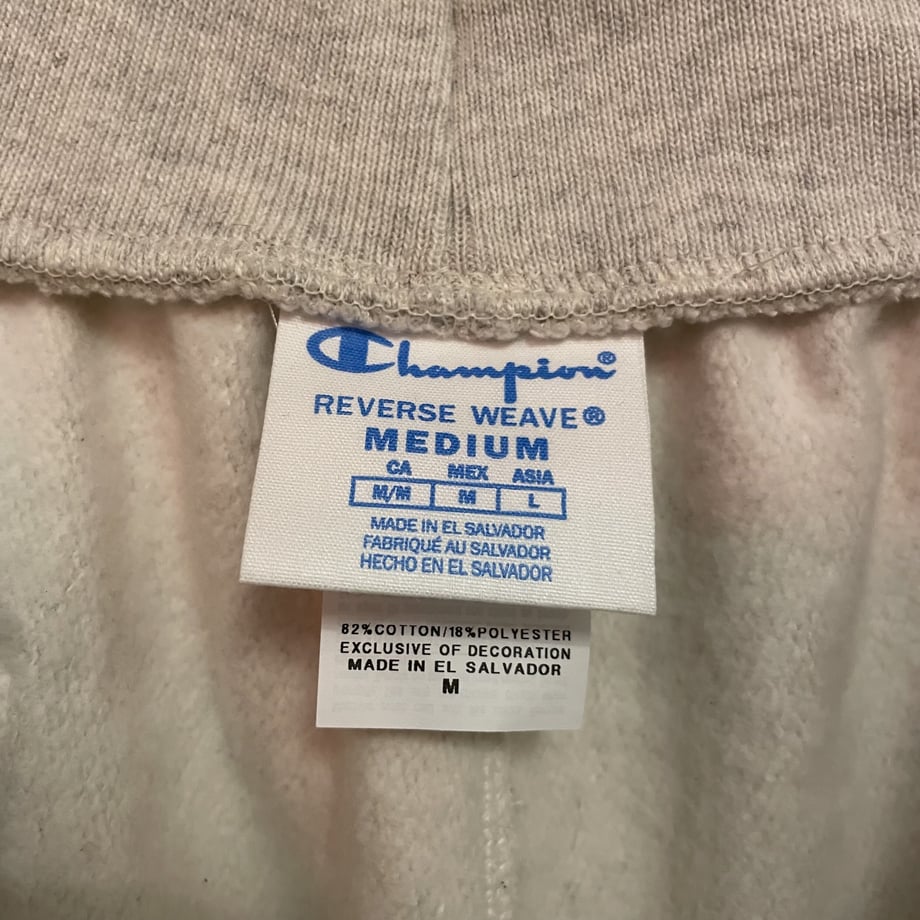 Champion®
REVERSE WEAVE®
MEDIUM
CA MEX ASIA
M/M M L
MADE IN EL SALVADOR
FABRIQUÉ AU SALVADOR
HECHO EN EL SALVADOR
82%COTTON/18%POLYESTER
EXCLUSIVE OF DECORATION
MADE IN EL SALVADOR
M